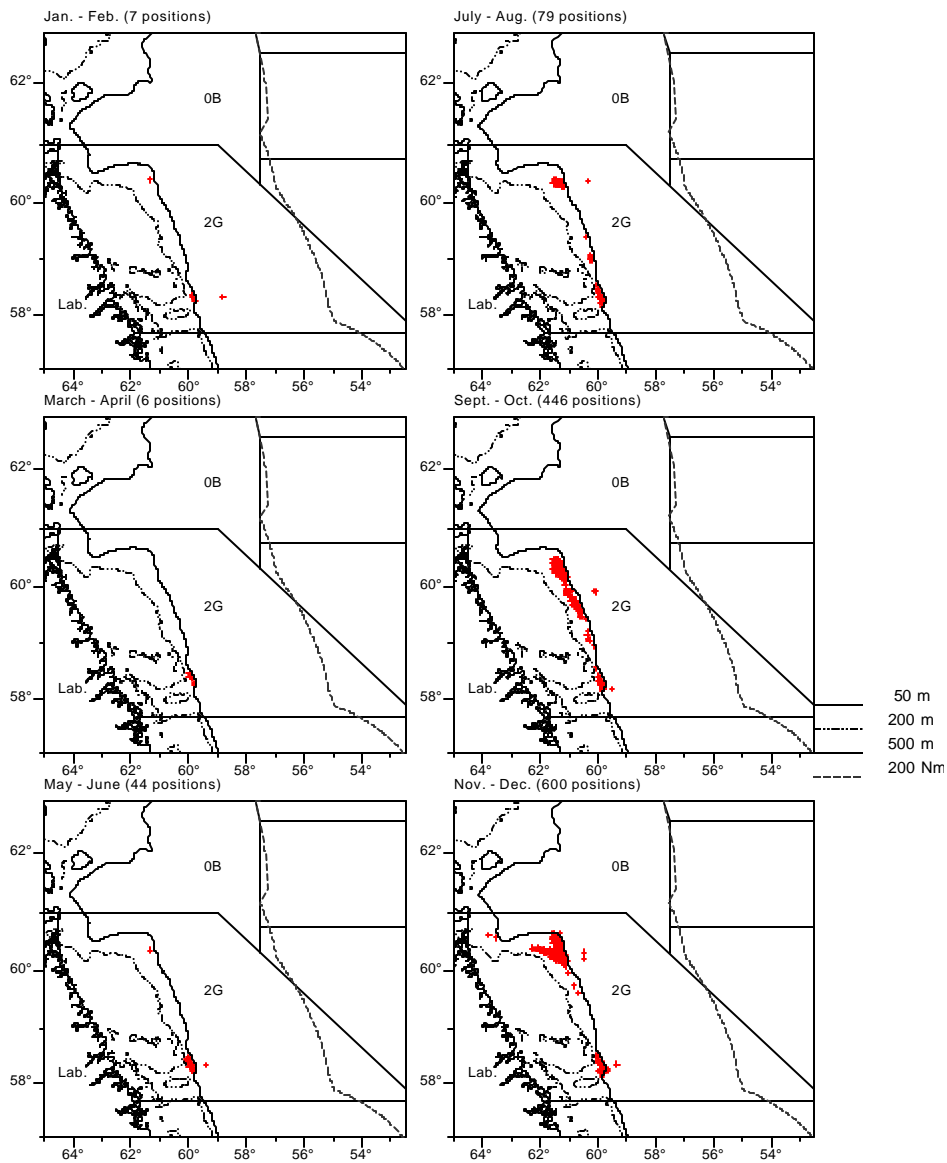 Jan. - Feb. (7 positions)
62°
0B
60°
2G
Lab.
58°
64° 62° 60° 58° 56° 54°
July - Aug. (79 positions)
62°
0B
60°
2G
Lab.
58°
64° 62° 60° 58° 56° 54°
March - April (6 positions)
62°
0B
60°
2G
Lab.
58°
64° 62° 60° 58° 56° 54°
Sept. - Oct. (446 positions)
62°
0B
60°
2G
Lab.
58°
64° 62° 60° 58° 56° 54°
50 m
200 m
500 m
200 Nm
May - June (44 positions)
62°
0B
60°
2G
Lab.
58°
64° 62° 60° 58° 56° 54°
Nov. - Dec. (600 positions)
62°
0B
60°
2G
Lab.
58°
64° 62° 60° 58° 56° 54°